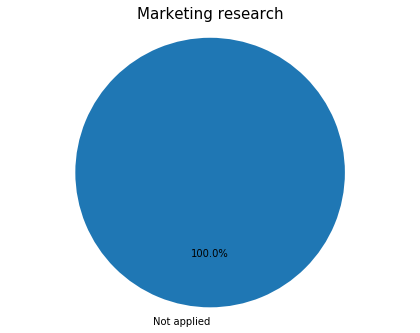 Marketing research
100.0%
Not applied